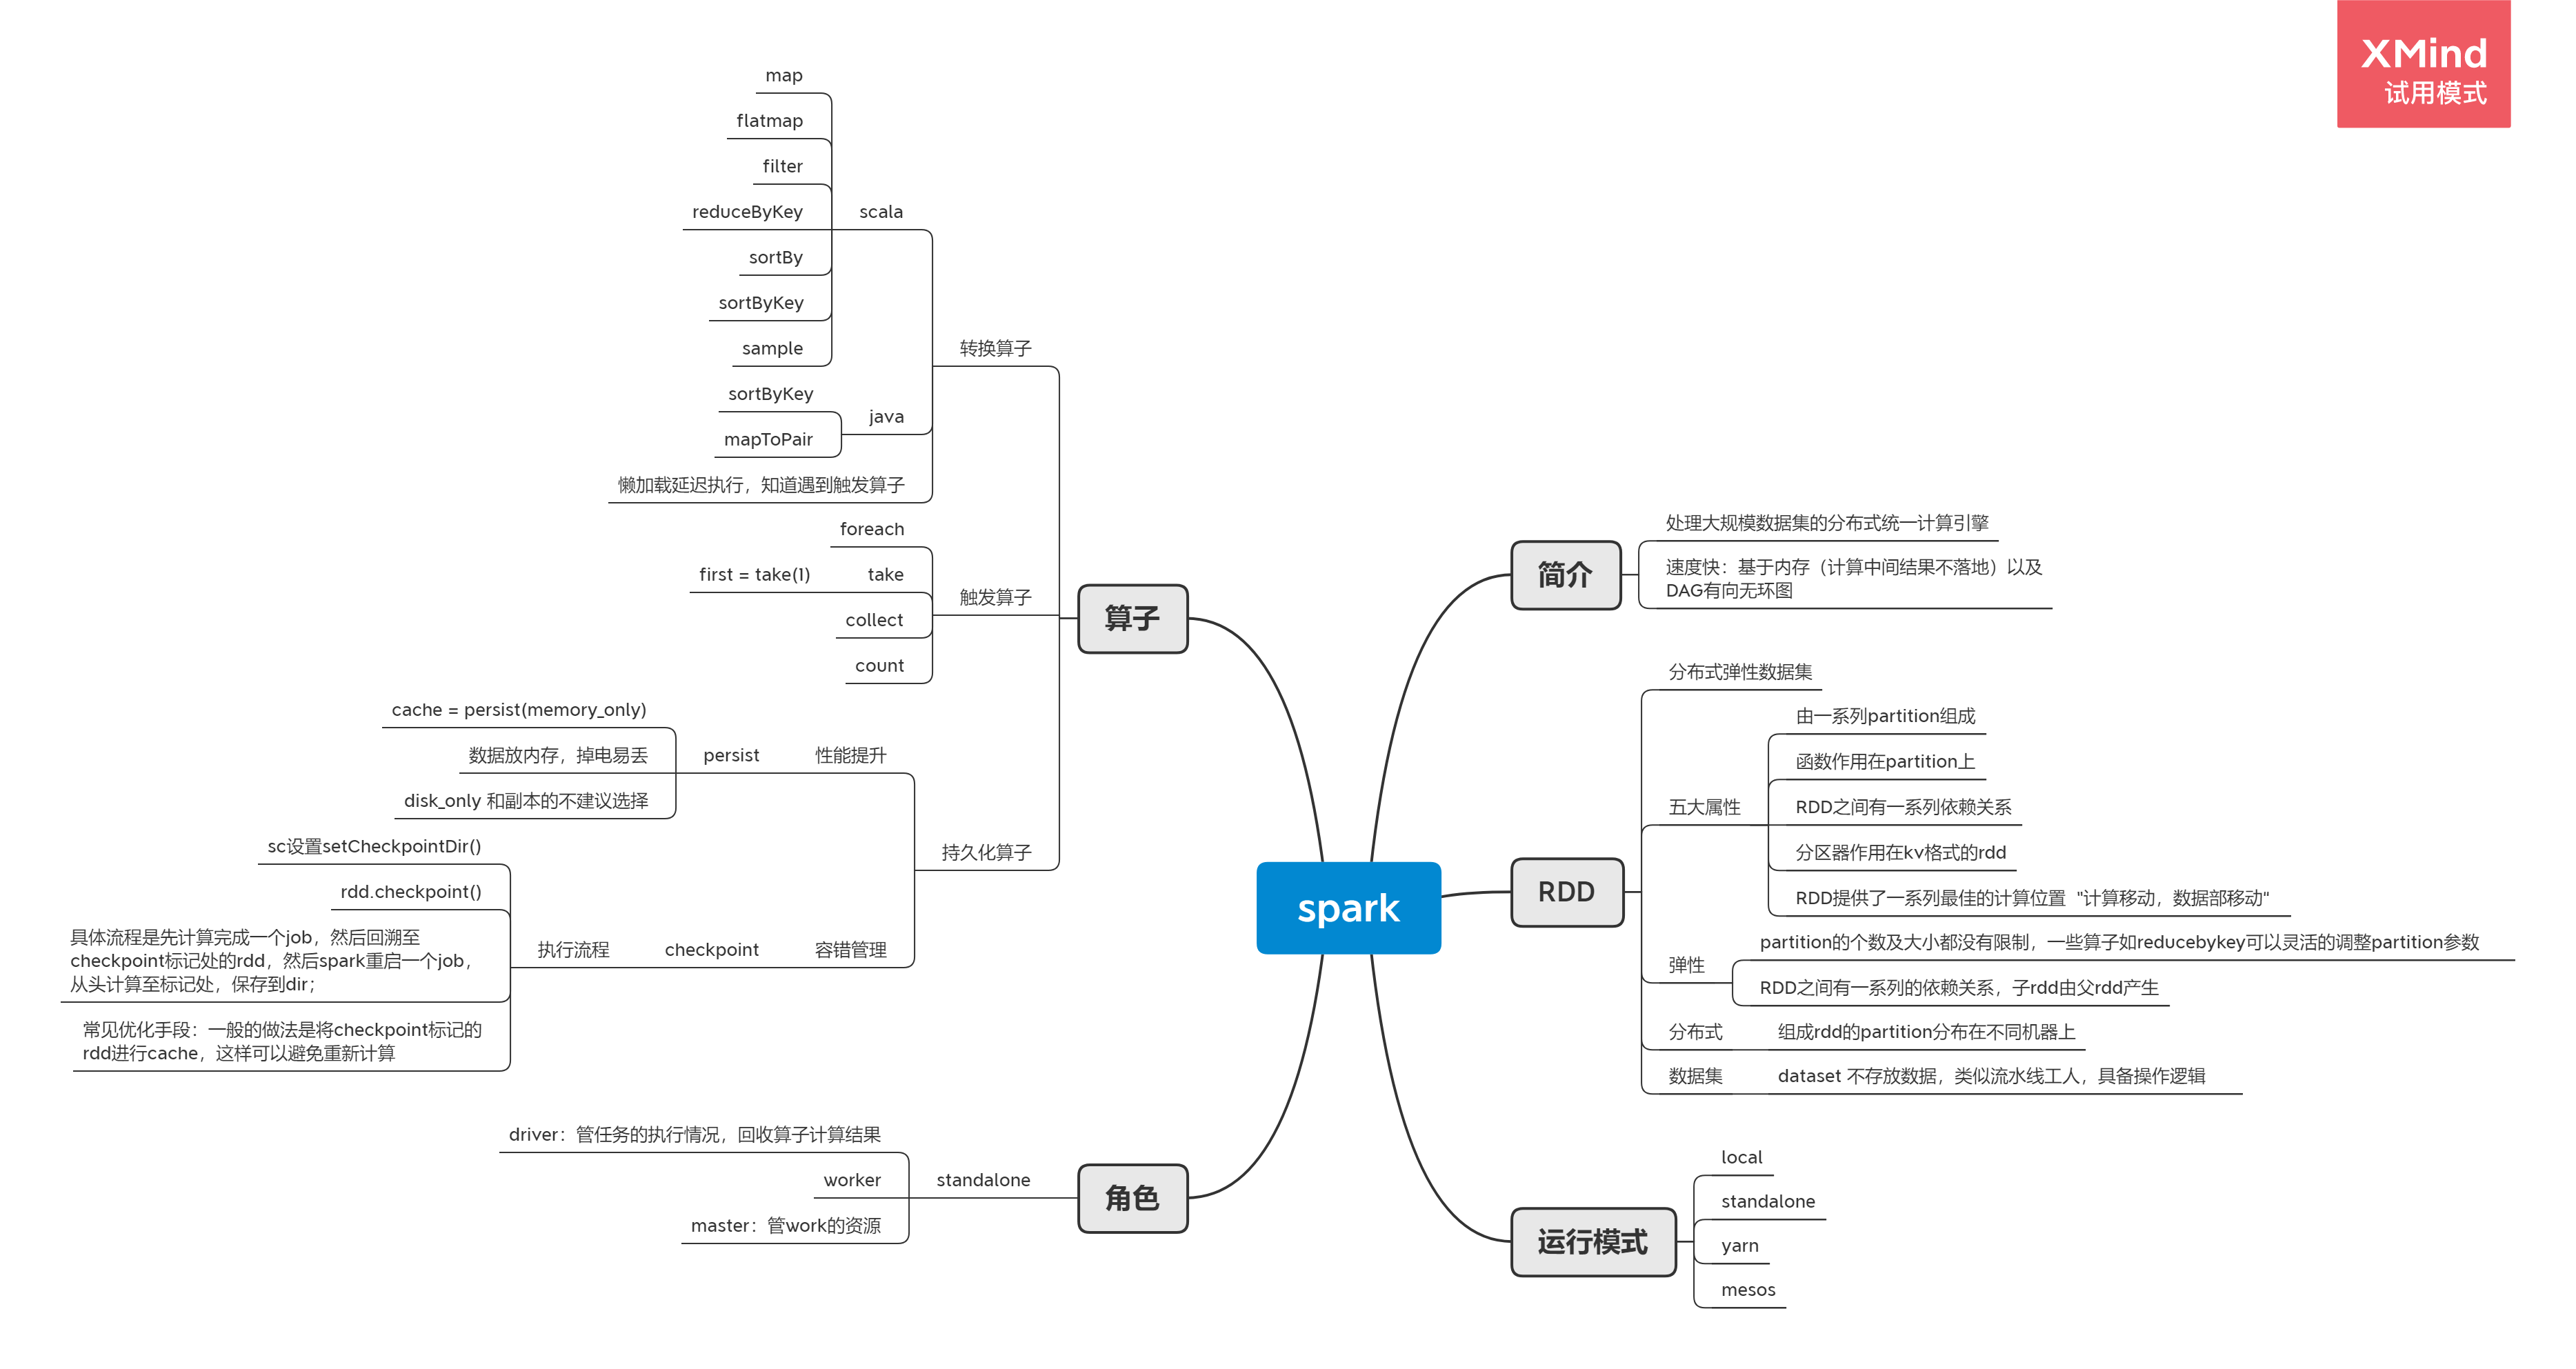 XMind
试用模式
spark
简介
处理大规模数据集的分布式统一计算引擎
速度快：基于内存（计算中间结果不落地）以及
DAG有向无环图
RDD
分布式弹性数据集
五大属性
由一系列partition组成
函数作用在partition上
RDD之间有一系列依赖关系
分区器作用在kv格式的rdd
RDD提供了一系列最佳的计算位置 "计算移动，数据部移动"
弹性
partition的个数及大小都没有限制，一些算子如reducebykey可以灵活的调整partition参数
RDD之间有一系列的依赖关系，子rdd由父rdd产生
分布式
组成rdd的partition分布在不同机器上
数据集
dataset 不存放数据，类似流水线工人，具备操作逻辑
运行模式
local
standalone
yarn
mesos
算子
转换算子
scala
map
flatmap
filter
reduceByKey
sortBy
sortByKey
sample
java
sortByKey
mapToPair
懒加载延迟执行，知道遇到触发算子
触发算子
foreach
take
first = take(1)
collect
count
持久化算子
性能提升
persist
cache = persist(memory_only)
数据放内存，掉电易丢
disk_only 和副本的不建议选择
容错管理
checkpoint
执行流程
sc设置setCheckpointDir()
rdd.checkpoint()
具体流程是先计算完成一个job，然后回溯至
checkpoint标记处的rdd，然后spark重启一个job，
从头计算至标记处，保存到dir；
常见优化手段：一般的做法是将checkpoint标记的
rdd进行cache，这样可以避免重新计算
角色
standalone
driver：管任务的执行情况，回收算子计算结果
worker
master：管work的资源